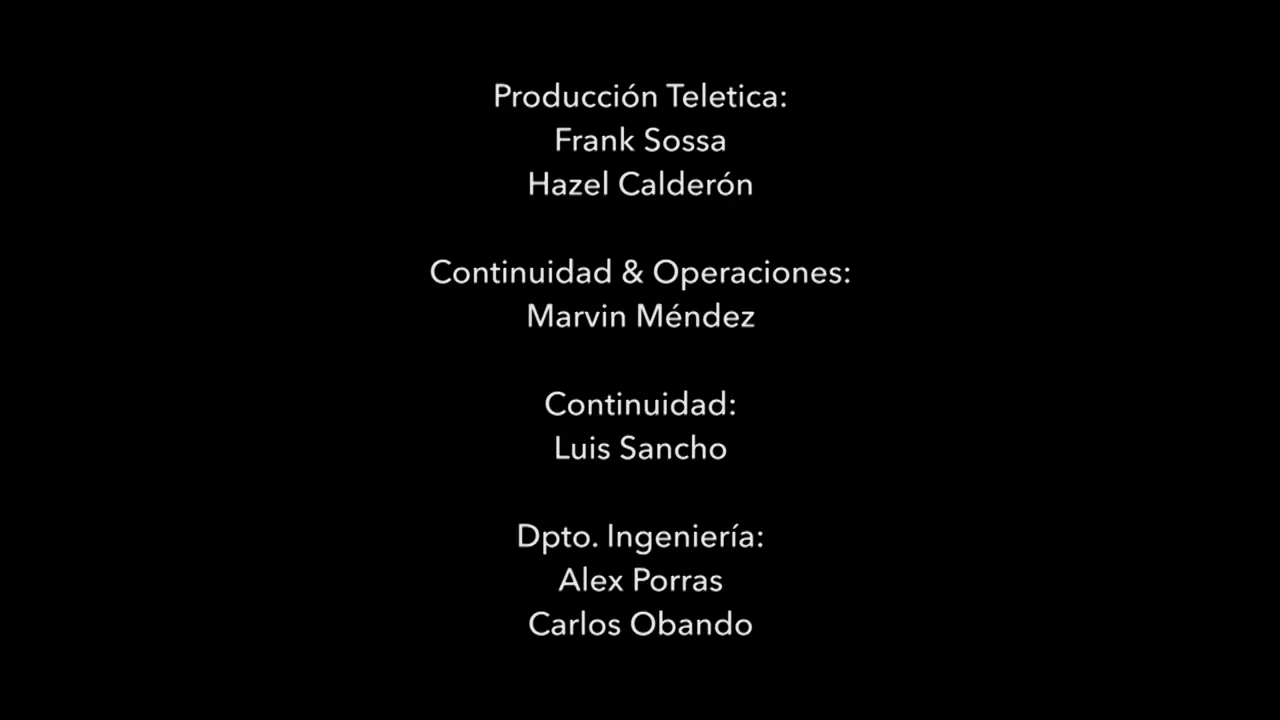 Producción Teletica:
Frank Sossa
Hazel Calderón
Continuidad & Operaciones:
Marvin Méndez
Continuidad:
Luis Sancho
Dpto. Ingeniería:
Alex Porras
Carlos Obando